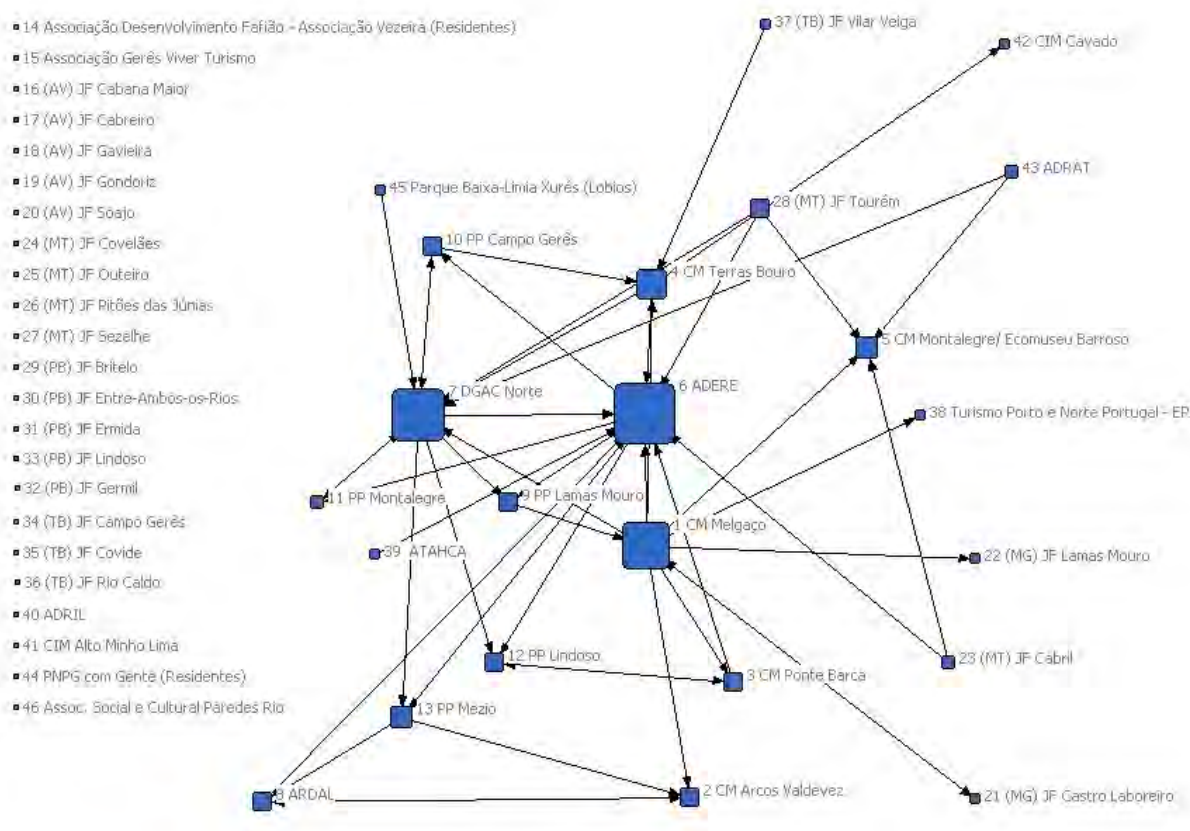 14 Associação Desenvolvimento Fafião - Associação Vezeira (Residentes)
15 Associação Gerês Viver Turismo
16 (AV) JF Cabana Maior
17 (AV) JF Cabreiro
18 (AV) JF Gavieira
19 (AV) JF Gondoriz
20 (AV) JF Soajo
24 (MT) JF Covelães
25 (MT) JF Outeiro
26 (MT) JF Pitões das Júnias
27 (MT) JF Sezelhe
29 (PB) JF Britelo
30 (PB) JF Entre-Ambos-os-Rios
31 (PB) JF Ermida
33 (PB) JF Lindoso
32 (PB) JF Germil
34 (TB) JF Campo Gerês
35 (TB) JF Covide
36 (TB) JF Rio Caldo
40 ADRIL
41 CIM Alto Minho Lima
44 PNPG com Gente (Residentes)
46 Assoc. Social e Cultural Paredes Rio
37 (TB) JF Vilar Veiga
42 CIM Cavado
43 ADRAT
45 Parque Baixa-Limia Xurés (Lobios)
28 (MT) JF Tourém
10 PP Campo Gerês
4 CM Terras Bouro
5 CM Montalegre/ Ecomuseu Barroso
7 DGAC Norte
6 ADERE
38 Turismo Porto e Norte Portugal - ER
11 PP Montalegre
9 PP Lamas Mouro
1 CM Melgaço
39 ATAHCA
22 (MG) JF Lamas Mouro
12 PP Lindoso
3 CM Ponte Barca
23 (MT) JF Cabril
13 PP Mezio
8 ARDAL
2 CM Arcos Valdevez
21 (MG) JF Castro Laboreiro